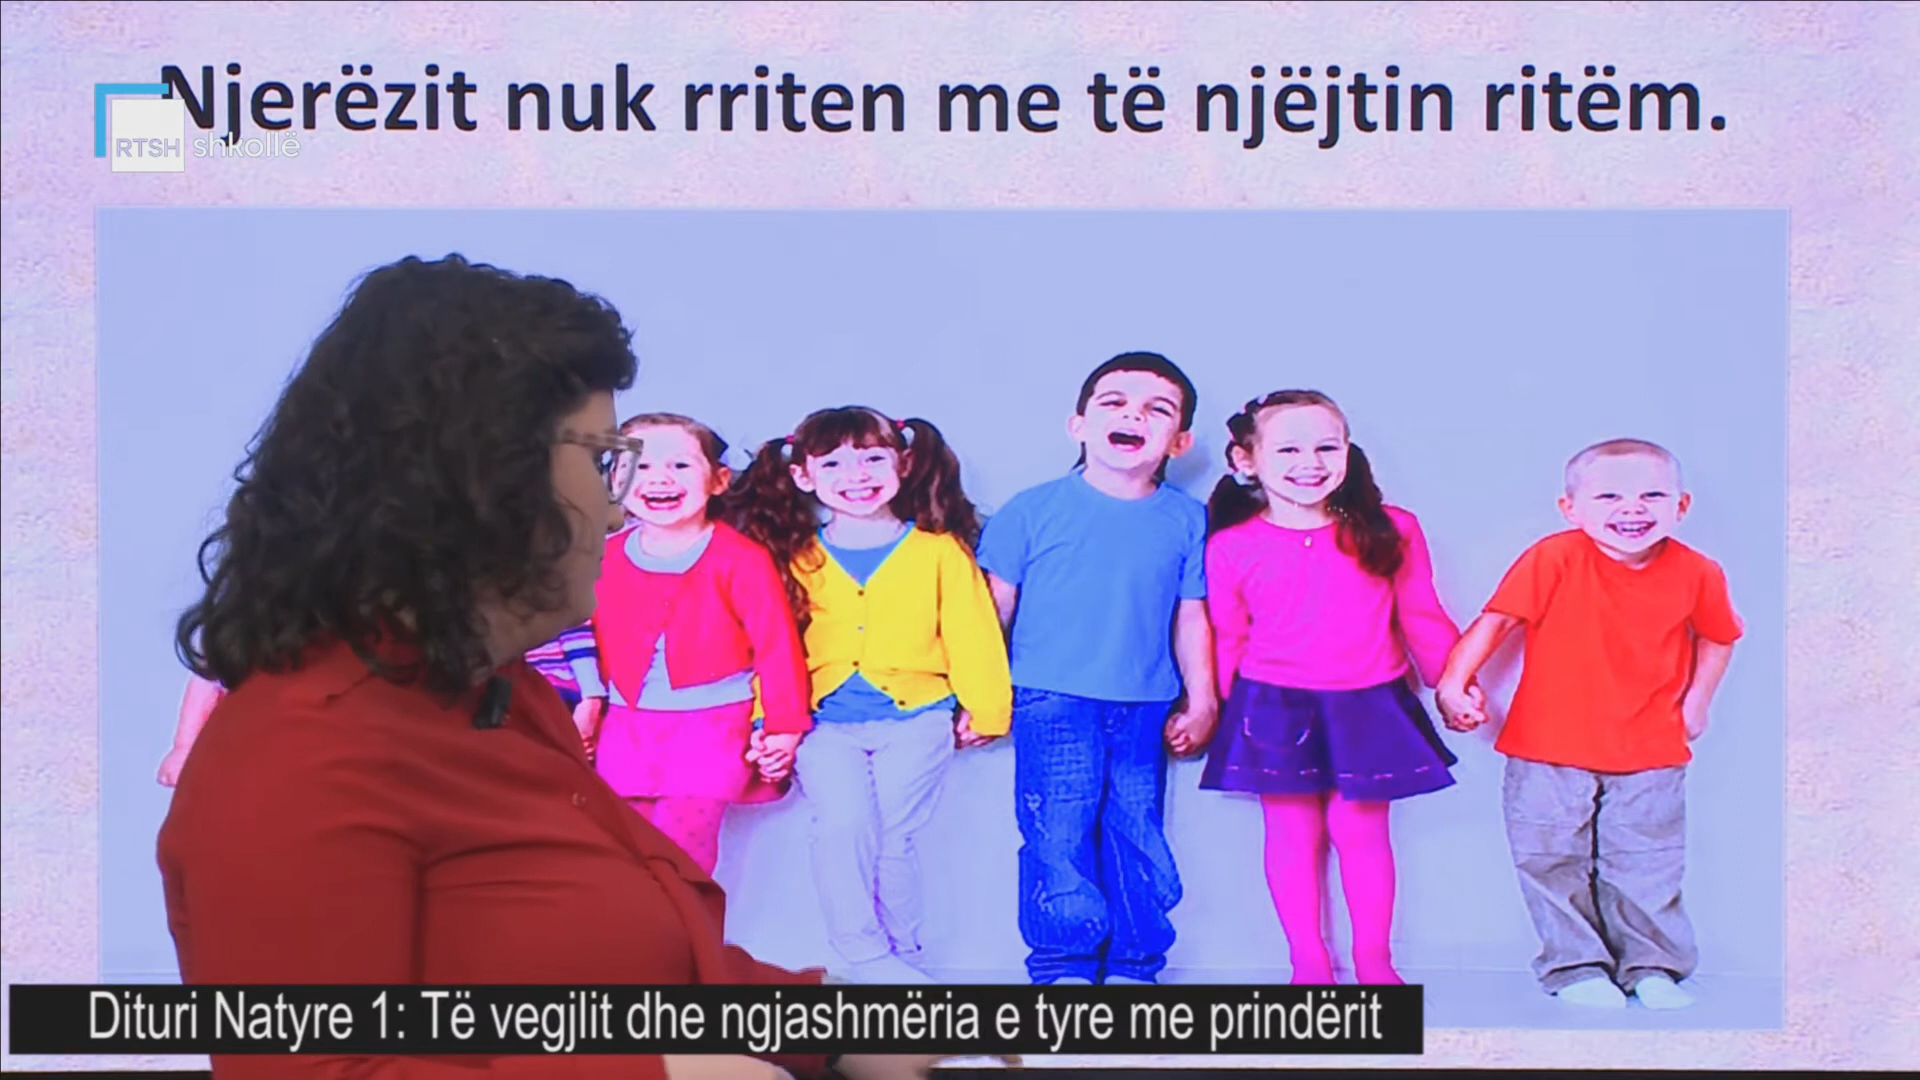 Njerëzit nuk rriten me të njëjtin ritëm.
RTSH shkollë
Dituri Natyre 1: Të vegjlit dhe ngjashmëria e tyre me prindërit